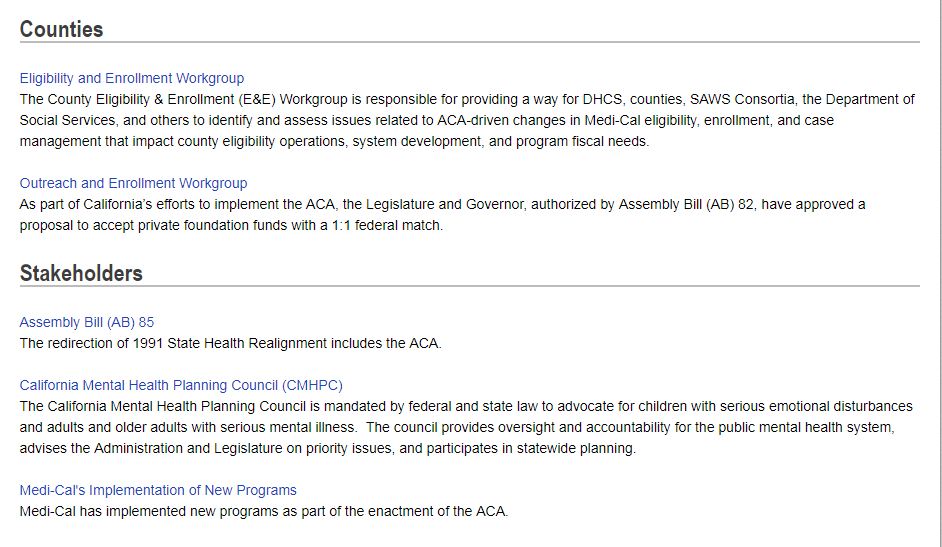 Counties
Eligibility and Enrollment Workgroup
The County Eligibility & Enrollment (E&E) Workgroup is responsible for providing a way for DHCS, counties, SAWS Consortia, the Department of
Social Services, and others to identify and assess issues related to ACA-driven changes in Medi-Cal eligibility, enrollment, and case
management that impact county eligibility operations, system development, and program fiscal needs.
Outreach and Enrollment Workgroup
As part of California's efforts to implement the ACA, the Legislature and Governor, authorized by Assembly Bill (AB) 82, have approved a
proposal to accept private foundation funds with a 1:1 federal match.
Stakeholders
Assembly Bill (AB) 85
The redirection of 1991 State Health Realignment includes the ACA.
California Mental Health Planning Council (CMHPC)
The California Mental Health Planning Council is mandated by federal and state law to advocate for children with serious emotional disturbances
and adults and older adults with serious mental illness.  The council provides oversight and accountability for the public mental health system,
advises the Administration and Legislature on priority issues, and participates in statewide planning.
Medi-Cal's Implementation of New Programs
Medi-Cal has implemented new programs as part of the enactment of the ACA.